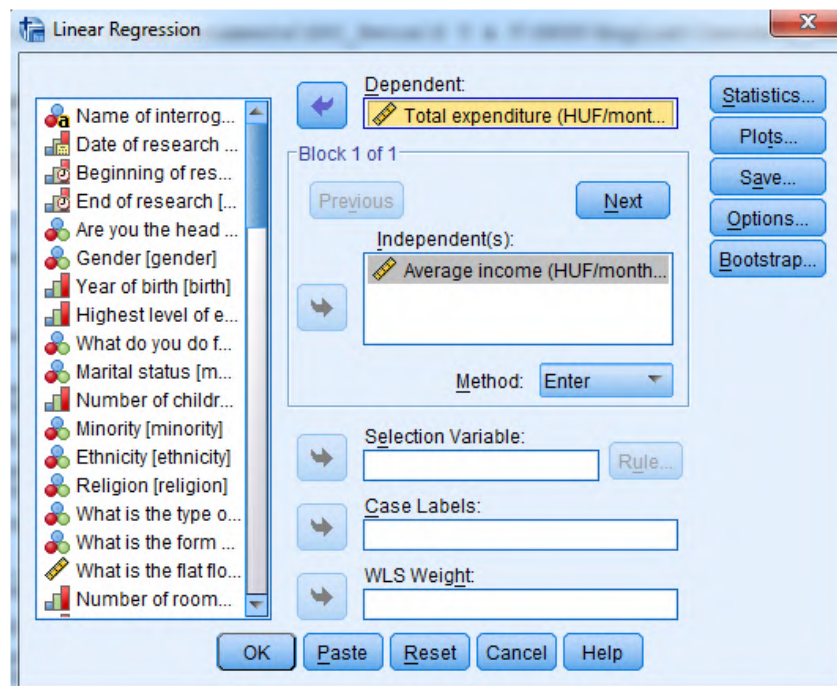 Linear Regression
Name of interrog...
Date of research ...
Beginning of res...
End of research [...
Are you the head ...
Gender [gender]
Year of birth [birth]
Highest level of e...
What do you do f...
Marital status [m...
Number of childr...
Minority [minority]
Ethnicity [ethnicity]
Religion [religion]
What is the type o...
What is the form ...
What is the flat flo...
Number of room...
Dependent:
Total expenditure (HUF/mont...
Block 1 of 1
Previous
Next
Independent(s):
Average income (HUF/month...
Method: Enter
Selection Variable:
Rule...
Case Labels:
WLS Weight:
Statistics...
Plots...
Save...
Options...
Bootstrap...
OK Paste Reset Cancel Help